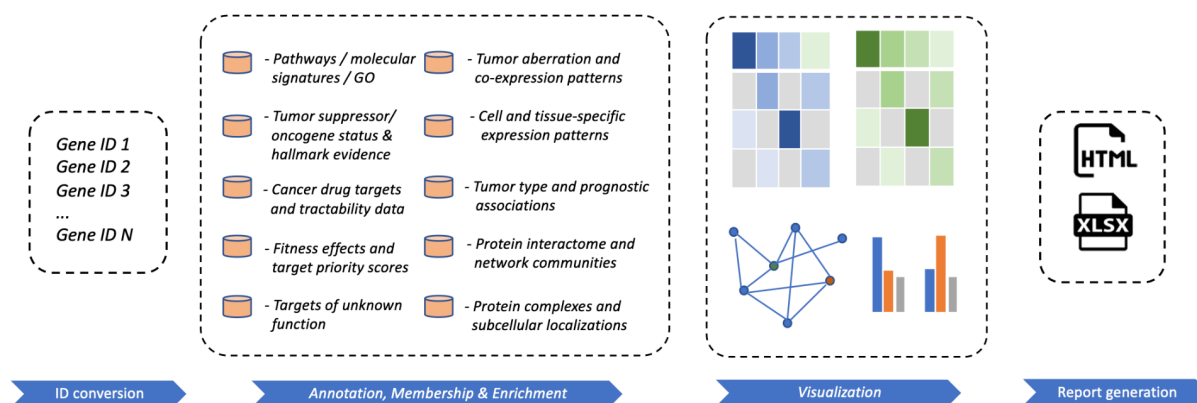 Gene ID 1
Gene ID 2
Gene ID 3
...
Gene ID N
- Pathways / molecular
signatures / GO
- Tumor suppressor/
oncogene status &
hallmark evidence
- Cancer drug targets
and tractability data
- Fitness effects and
target priority scores
- Targets of unknown
function
- Tumor aberration and
co-expression patterns
- Cell and tissue-specific
expression patterns
- Tumor type and prognostic
associations
- Protein interactome and
network communities
- Protein complexes and
subcellular localizations
HTML
XLSX
ID conversion
Annotation, Membership & Enrichment
Visualization
Report generation